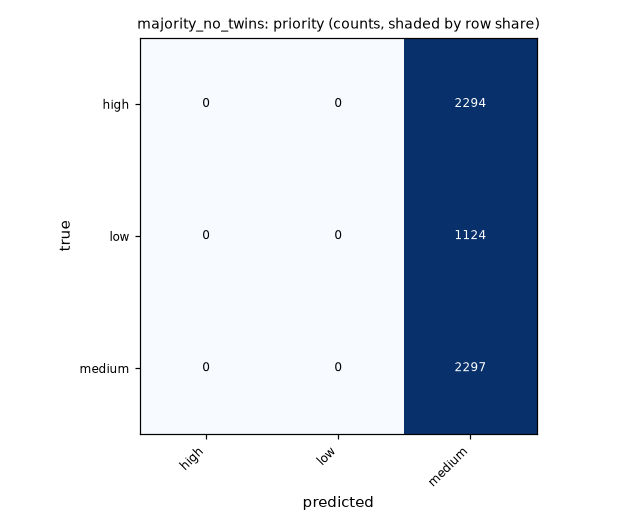 majority_no_twins: priority (counts, shaded by row share)
high 0 0 2294
low 0 0 1124
medium 0 0 2297
true
high low medium
predicted